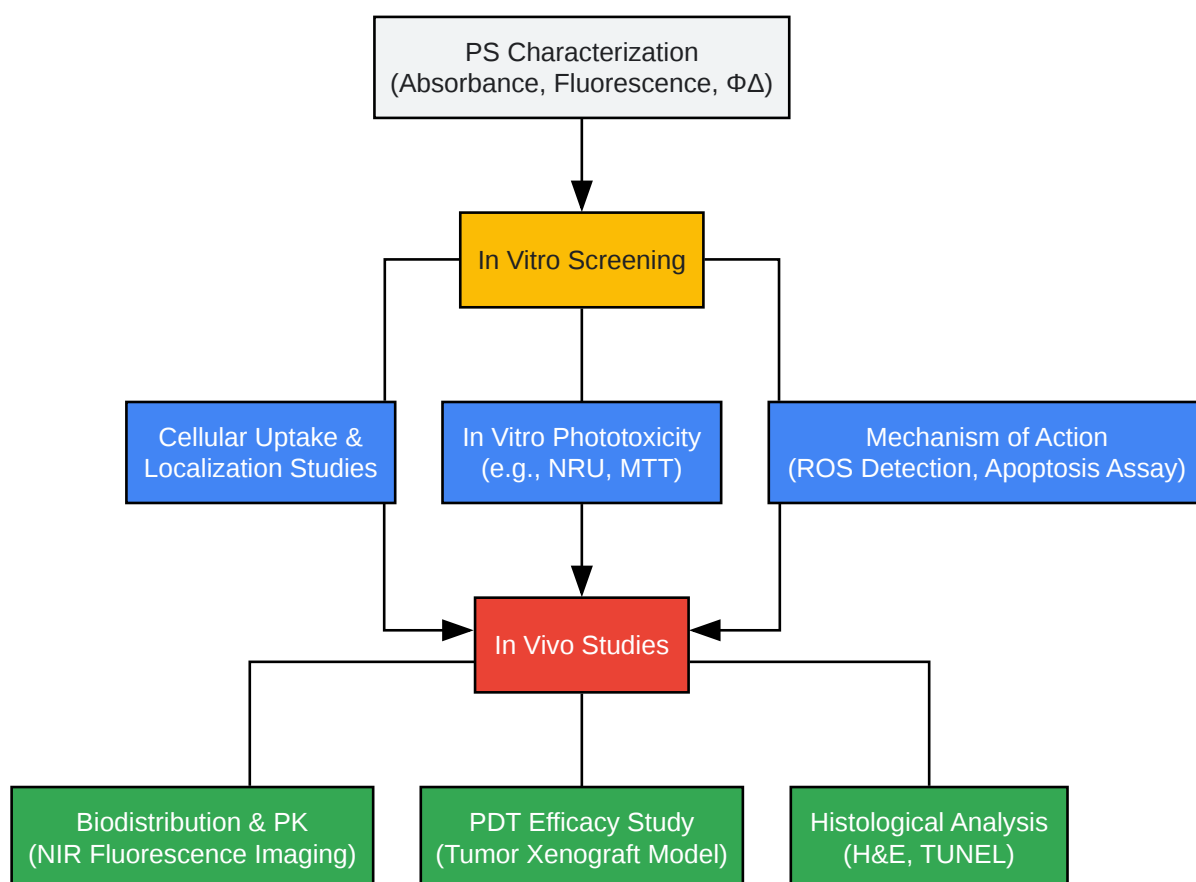 PS Characterization
(Absorbance, Fluorescence, ΦΔ)
In Vitro Screening
Cellular Uptake &
Localization Studies
In Vitro Phototoxicity
(e.g., NRU, MTT)
Mechanism of Action
(ROS Detection, Apoptosis Assay)
In Vivo Studies
Biodistribution & PK
(NIR Fluorescence Imaging)
PDT Efficacy Study
(Tumor Xenograft Model)
Histological Analysis
(H&E, TUNEL)